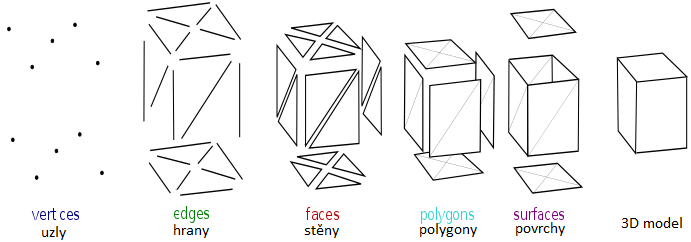 vertices
uzly
edges
hrany
faces
stěny
polygons
polygony
surfaces
povrchy
3D model